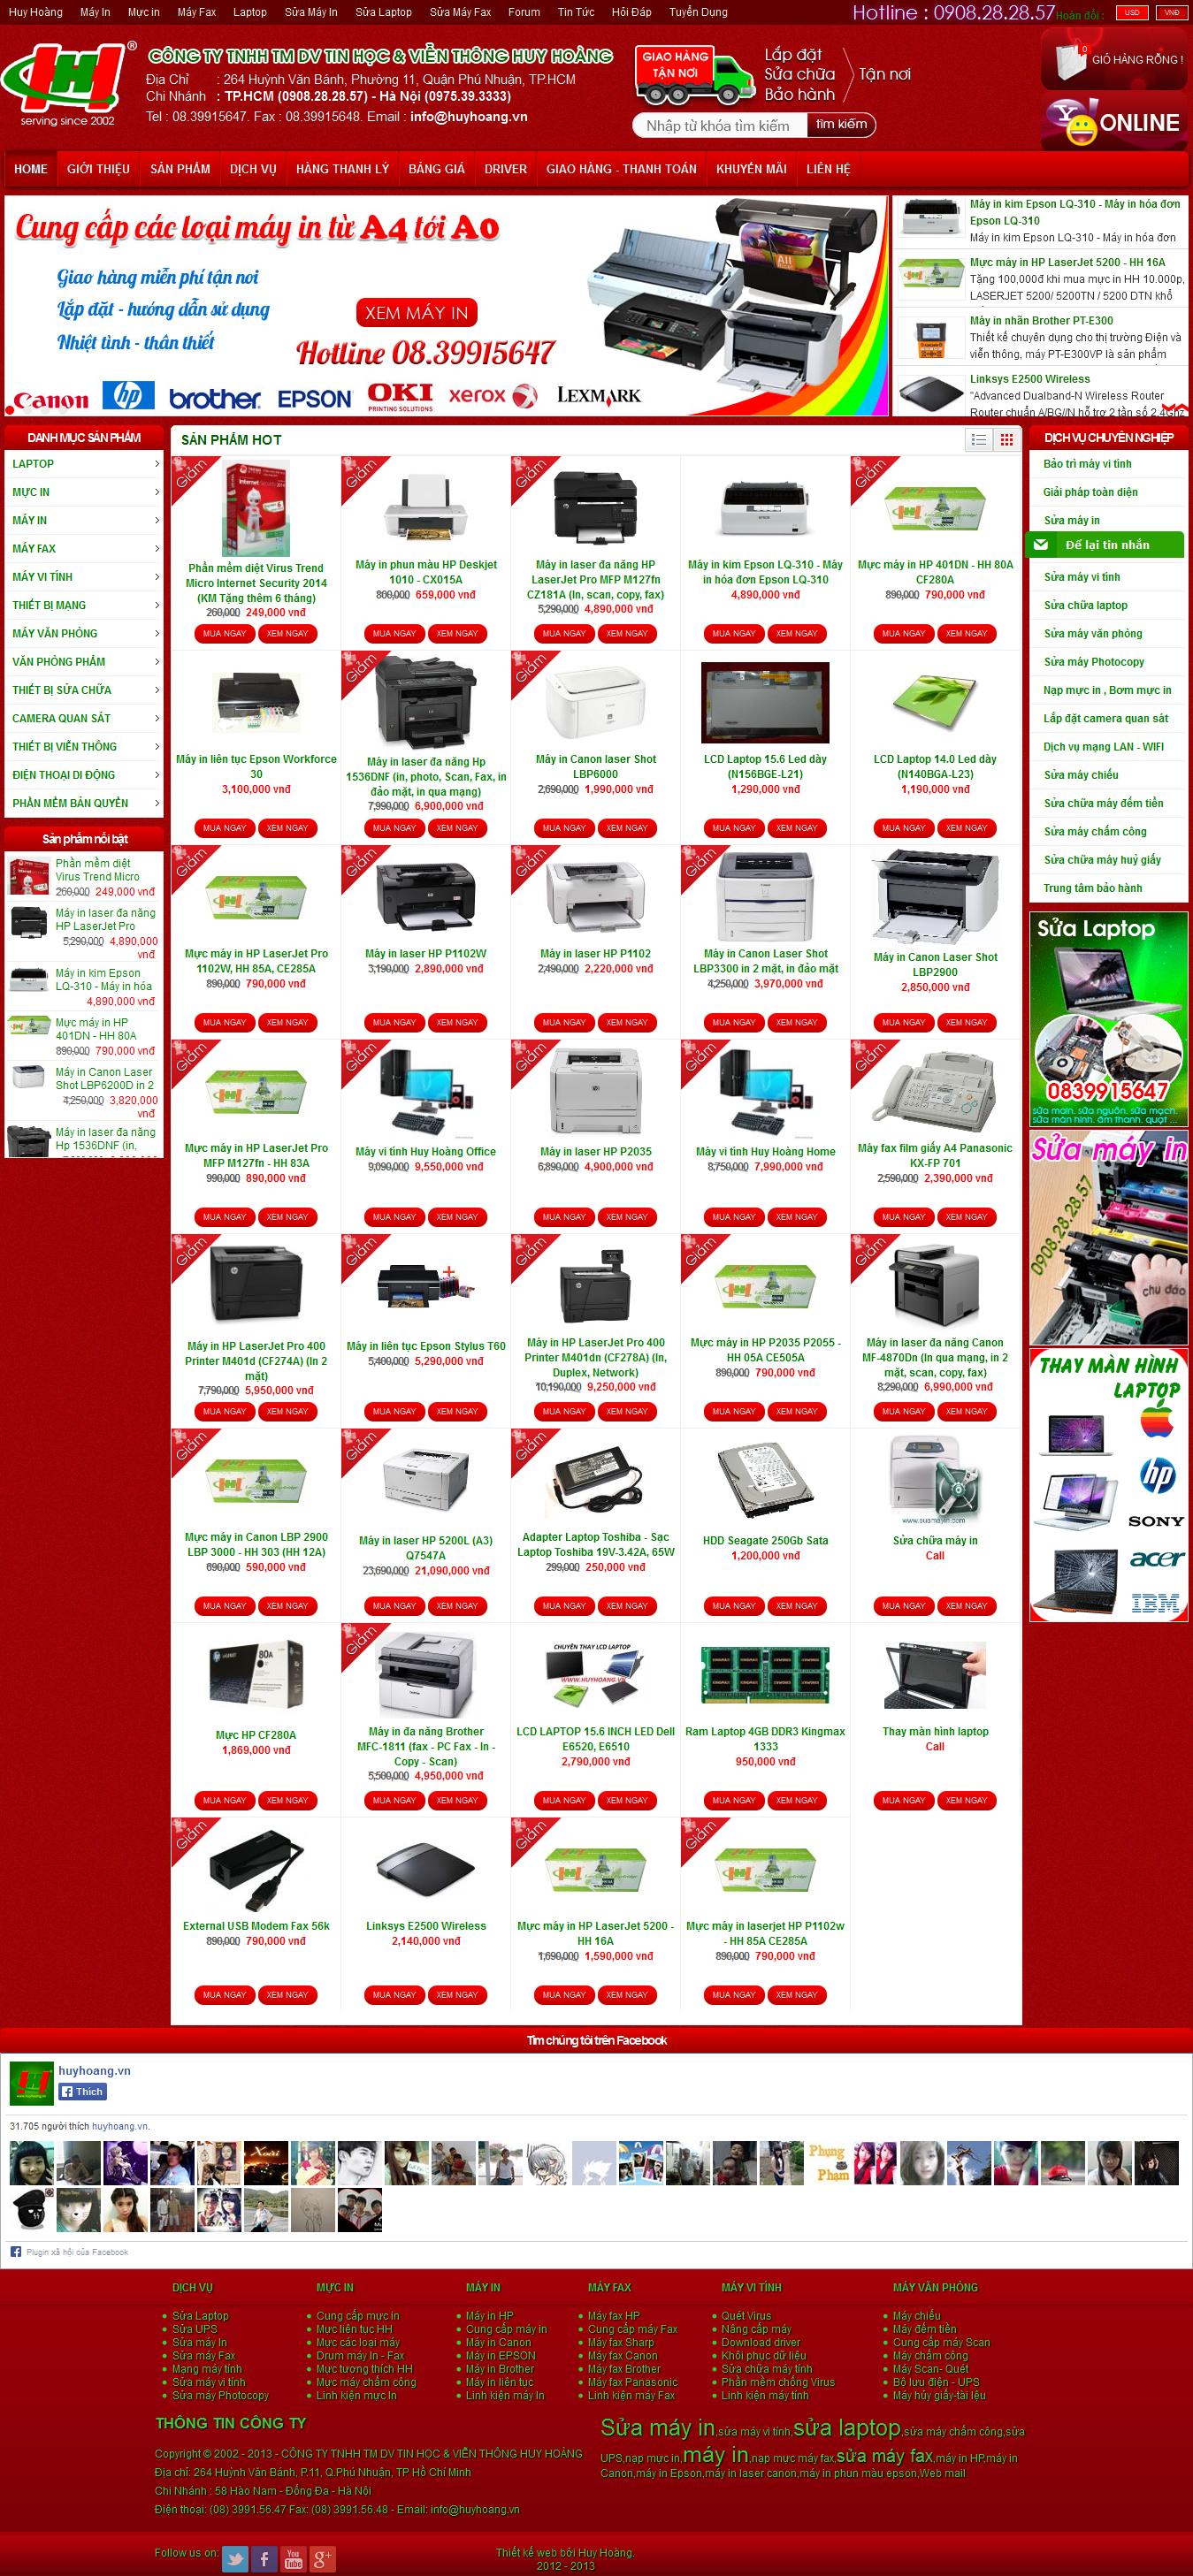 Huy Hoàng Máy In Mực in Máy Fax Laptop Sửa Máy In Sửa Laptop Sửa Máy Fax Forum Tin Tức Hỏi Đáp Tuyển Dụng
Hotline : 0908.28.28.57
Hoàn đổi : USD VNĐ
CÔNG TY TNHH TM DV TIN HỌC & VIỄN THÔNG HUY HOÀNG
Địa Chỉ : 264 Huỳnh Văn Bánh, Phường 11, Quận Phú Nhuận, TP.HCM
Chi Nhánh : TP.HCM (0908.28.28.57) - Hà Nội (0975.39.3333)
Tel : 08.39915647. Fax : 08.39915648. Email : info@huyhoang.vn
serving since 2002
GIAO HÀNG TẬN NƠI
Lắp đặt
Sửa chữa
Bảo hành
Tận nơi
Nhập từ khóa tìm kiếm
tìm kiếm
0 GIỎ HÀNG RỖNG !
ONLINE
HOME GIỚI THIỆU SẢN PHẨM DỊCH VỤ HÀNG THANH LÝ BẢNG GIÁ DRIVER GIAO HÀNG - THANH TOÁN KHUYẾN MÃI LIÊN HỆ
Cung cấp các loại máy in từ A4 tới A0
Giao hàng miễn phí tận nơi
Lắp đặt - hướng dẫn sử dụng
Nhiệt tình - thân thiết
XEM MÁY IN
Hotline 08.39915647
Canon hp brother EPSON OKI PRINTING SOLUTIONS xerox LEXMARK
Máy in kim Epson LQ-310 - Máy in hóa đơn
Epson LQ-310
Máy in kim Epson LQ-310 - Máy in hóa đơn
Mực máy in HP LaserJet 5200 - HH 16A
Tặng 100,000đ khi mua mực in HH 10.000p,
LASERJET 5200/ 5200TN / 5200 DTN khổ
Máy in nhãn Brother PT-E300
Thiết kế chuyên dụng cho thị trường Điện và
viễn thông, máy PT-E300VP là sản phẩm
Linksys E2500 Wireless
"Advanced Dualband-N Wireless Router
Router chuẩn A/BG//N hỗ trợ 2 tần số 2.4Ghz
DANH MỤC SẢN PHẨM
LAPTOP
MỰC IN
MÁY IN
MÁY FAX
MÁY VI TÍNH
THIẾT BỊ MẠNG
MÁY VĂN PHÒNG
VĂN PHÒNG PHẨM
THIẾT BỊ SỬA CHỮA
CAMERA QUAN SÁT
THIẾT BỊ VIỄN THÔNG
ĐIỆN THOẠI DI ĐỘNG
PHẦN MỀM BẢN QUYỀN
Sản phẩm nổi bật
Phần mềm diệt
Virus Trend Micro
260,000 249,000 vnđ
Máy in laser đa năng
HP LaserJet Pro
5,290,000 4,890,000
vnđ
Máy in kim Epson
LQ-310 - Máy in hóa
4,890,000 vnđ
Mực máy in HP
401DN - HH 80A
890,000 790,000 vnđ
Máy in Canon Laser
Shot LBP6200D in 2
4,250,000 3,820,000
vnđ
Máy in laser đa năng
Hp 1536DNF (in,
SẢN PHẨM HOT
Giảm
Phần mềm diệt Virus Trend
Micro Internet Security 2014
(KM Tặng thêm 6 tháng)
260,000 249,000 vnđ
MUA NGAY XEM NGAY
Giảm
Máy in phun màu HP Deskjet
1010 - CX015A
880,000 659,000 vnđ
MUA NGAY XEM NGAY
Giảm
Máy in laser đa năng HP
LaserJet Pro MFP M127fn
CZ181A (In, scan, copy, fax)
5,290,000 4,890,000 vnđ
MUA NGAY XEM NGAY
Máy in kim Epson LQ-310 - Máy
in hóa đơn Epson LQ-310
4,890,000 vnđ
MUA NGAY XEM NGAY
Giảm
Mực máy in HP 401DN - HH 80A
CF280A
890,000 790,000 vnđ
MUA NGAY XEM NGAY
Máy in liên tục Epson Workforce
30
3,100,000 vnđ
MUA NGAY XEM NGAY
Giảm
Máy in laser đa năng Hp
1536DNF (in, photo, Scan, Fax, in
đảo mặt, in qua mạng)
7,990,000 6,900,000 vnđ
MUA NGAY XEM NGAY
Giảm
Máy in Canon laser Shot
LBP6000
2,690,000 1,990,000 vnđ
MUA NGAY XEM NGAY
LCD Laptop 15.6 Led dày
(N156BGE-L21)
1,290,000 vnđ
MUA NGAY XEM NGAY
LCD Laptop 14.0 Led dày
(N140BGA-L23)
1,190,000 vnđ
MUA NGAY XEM NGAY
Giảm
Mực máy in HP LaserJet Pro
1102W, HH 85A, CE285A
890,000 790,000 vnđ
MUA NGAY XEM NGAY
Giảm
Máy in laser HP P1102W
3,190,000 2,890,000 vnđ
MUA NGAY XEM NGAY
Giảm
Máy in laser HP P1102
2,490,000 2,220,000 vnđ
MUA NGAY XEM NGAY
Giảm
Máy in Canon Laser Shot
LBP3300 in 2 mặt, in đảo mặt
4,250,000 3,970,000 vnđ
MUA NGAY XEM NGAY
Máy in Canon Laser Shot
LBP2900
2,850,000 vnđ
MUA NGAY XEM NGAY
Giảm
Mực máy in HP LaserJet Pro
MFP M127fn - HH 83A
990,000 890,000 vnđ
MUA NGAY XEM NGAY
Giảm
Máy vi tính Huy Hoàng Office
9,090,000 9,550,000 vnđ
MUA NGAY XEM NGAY
Giảm
Máy in laser HP P2035
6,890,000 4,900,000 vnđ
MUA NGAY XEM NGAY
Giảm
Máy vi tính Huy Hoàng Home
8,750,000 7,990,000 vnđ
MUA NGAY XEM NGAY
Giảm
Máy fax film giấy A4 Panasonic
KX-FP 701
2,590,000 2,390,000 vnđ
MUA NGAY XEM NGAY
Giảm
Máy in HP LaserJet Pro 400
Printer M401d (CF274A) (In 2
mặt)
7,790,000 5,950,000 vnđ
MUA NGAY XEM NGAY
Giảm
Máy in liên tục Epson Stylus T60
5,400,000 5,290,000 vnđ
MUA NGAY XEM NGAY
Giảm
Máy in HP LaserJet Pro 400
Printer M401dn (CF278A) (In,
Duplex, Network)
10,190,000 9,250,000 vnđ
MUA NGAY XEM NGAY
Giảm
Mực máy in HP P2035 P2055 -
HH 05A CE505A
890,000 790,000 vnđ
MUA NGAY XEM NGAY
Giảm
Máy in laser đa năng Canon
MF-4870Dn (In qua mạng, in 2
mặt, scan, copy, fax)
8,290,000 6,990,000 vnđ
MUA NGAY XEM NGAY
Giảm
Mực máy in Canon LBP 2900
LBP 3000 - HH 303 (HH 12A)
690,000 590,000 vnđ
MUA NGAY XEM NGAY
Giảm
Máy in laser HP 5200L (A3)
Q7547A
23,690,000 21,090,000 vnđ
MUA NGAY XEM NGAY
Giảm
Adapter Laptop Toshiba - Sạc
Laptop Toshiba 19V-3.42A, 65W
299,000 250,000 vnđ
MUA NGAY XEM NGAY
HDD Seagate 250Gb Sata
1,200,000 vnđ
MUA NGAY XEM NGAY
www.suamayin.com
Sửa chữa máy in
Call
MUA NGAY XEM NGAY
80A
Mực HP CF280A
1,869,000 vnđ
MUA NGAY XEM NGAY
Giảm
Máy in đa năng Brother
MFC-1811 (fax - PC Fax - In -
Copy - Scan)
5,500,000 4,950,000 vnđ
MUA NGAY XEM NGAY
CHUYÊN THAY LCD LAPTOP
WWW.HUYHOANG.VN
LCD LAPTOP 15.6 INCH LED Dell
E6520, E6510
2,790,000 vnđ
MUA NGAY XEM NGAY
Ram Laptop 4GB DDR3 Kingmax
1333
950,000 vnđ
MUA NGAY XEM NGAY
Thay màn hình laptop
Call
MUA NGAY XEM NGAY
Giảm
External USB Modem Fax 56k
890,000 790,000 vnđ
MUA NGAY XEM NGAY
Linksys E2500 Wireless
2,140,000 vnđ
MUA NGAY XEM NGAY
Giảm
Mực máy in HP LaserJet 5200 -
HH 16A
1,690,000 1,590,000 vnđ
MUA NGAY XEM NGAY
Giảm
Mực máy in laserjet HP P1102w
- HH 85A CE285A
890,000 790,000 vnđ
MUA NGAY XEM NGAY
DỊCH VỤ CHUYÊN NGHIỆP
Bảo trì máy vi tính
Giải pháp toàn diện
Sửa máy in
Để lại tin nhắn
Sửa máy vi tính
Sửa chữa laptop
Sửa máy văn phòng
Sửa máy Photocopy
Nạp mực in , Bơm mực in
Lắp đặt camera quan sát
Dịch vụ mạng LAN - WIFI
Sửa máy chiếu
Sửa chữa máy đếm tiền
Sửa máy chấm công
Sửa chữa máy huỷ giấy
Trung tâm bảo hành
Sửa Laptop
0839915647
sửa main. sửa nguồn. sửa mạch.
sửa màn hình. âm thanh. quạt ...
Sửa máy in
0908.28.28.57
chu đáo
THAY MÀN HÌNH
LAPTOP
hp
SONY
acer
IBM
Tìm chúng tôi trên Facebook
huyhoang.vn
Thích
31.705 người thích huyhoang.vn.
Xoài
Phụng Phạm
Plugin xã hội của Facebook
DỊCH VỤ
Sửa Laptop
Sửa UPS
Sửa máy In
Sửa máy Fax
Mạng máy tính
Sửa máy vi tính
Sửa máy Photocopy
MỰC IN
Cung cấp mực in
Mực liên tục HH
Mực các loại máy
Drum máy In - Fax
Mực tương thích HH
Mực máy chấm công
Linh kiện mực In
MÁY IN
Máy in HP
Cung cấp máy in
Máy in Canon
Máy in EPSON
Máy in Brother
Máy in liên tục
Linh kiện máy In
MÁY FAX
Máy fax HP
Cung cấp máy Fax
Máy fax Sharp
Máy fax Canon
Máy fax Brother
Máy fax Panasonic
Linh kiện máy Fax
MÁY VI TÍNH
Quét Virus
Nâng cấp máy
Download driver
Khôi phục dữ liệu
Sửa chữa máy tính
Phần mềm chống Virus
Linh kiện máy tính
MÁY VĂN PHÒNG
Máy chiếu
Máy đếm tiền
Cung cấp máy Scan
Máy chấm công
Máy Scan- Quét
Bộ lưu điện - UPS
Máy hủy giấy-tài liệu
THÔNG TIN CÔNG TY
Copyright © 2002 - 2013 - CÔNG TY TNHH TM DV TIN HỌC & VIỄN THÔNG HUY HOÀNG
Địa chỉ: 264 Huỳnh Văn Bánh, P.11, Q.Phú Nhuận, TP Hồ Chí Minh
Chi Nhánh : 58 Hào Nam - Đống Đa - Hà Nội
Điện thoại: (08) 3991.56.47 Fax: (08) 3991.56.48 - Email: info@huyhoang.vn
Sửa máy in,sửa máy vi tính,sửa laptop,sửa máy chấm công,sửa
UPS,nạp mực in,máy in,nạp mực máy fax,sửa máy fax,máy in HP,máy in
Canon,máy in Epson,máy in laser canon,máy in phun màu epson,Web mail
Follow us on:
You Tube
Thiết kế web bởi Huy Hoàng.
2012 - 2013